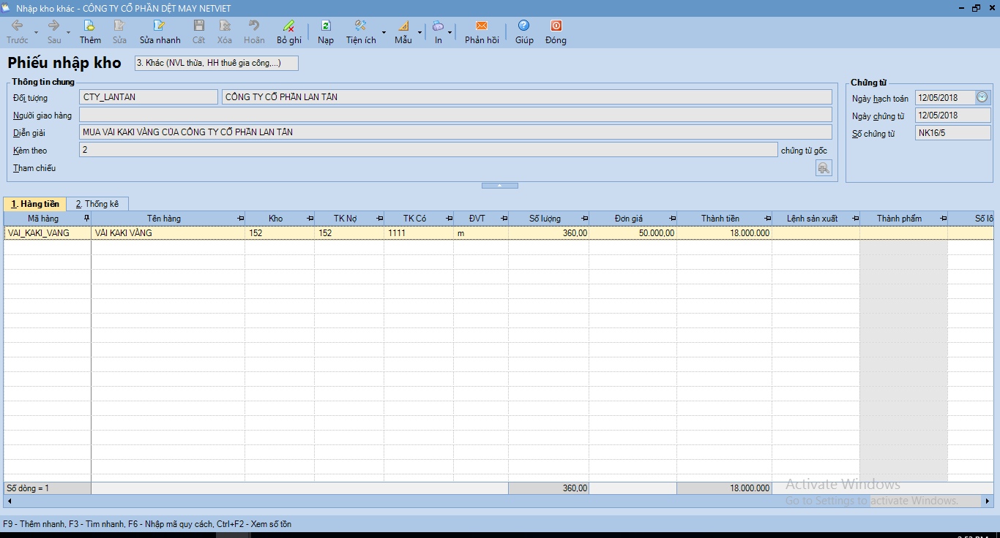 Nhập kho khác - CÔNG TY CỔ PHẦN DỆT MAY NETVIET
Trước Sau Thêm Sửa Sửa nhanh Cất Xóa Hoãn Bỏ ghi Nạp Tiện ích Mẫu In Phản hồi Giúp Đóng
Phiếu nhập kho 3. Khác (NVL thừa, HH thuê gia công,...)
Thông tin chung
Đối tượng CTY_LANTAN CÔNG TY CỔ PHẦN LAN TÂN
Người giao hàng
Diễn giải MUA VẢI KAKI VÀNG CỦA CÔNG TY CỔ PHẦN LAN TÂN
Kèm theo 2 chứng từ gốc
Tham chiếu
Chứng từ
Ngày hạch toán 12/05/2018
Ngày chứng từ 12/05/2018
Số chứng từ NK16/5
1. Hàng tiền 2. Thống kê
Mã hàng Tên hàng Kho TK Nợ TK Có ĐVT Số lượng Đơn giá Thành tiền Lệnh sản xuất Thành phẩm Số lô
VAI_KAKI_VANG VẢI KAKI VÀNG 152 152 1111 m 360,00 50.000,00 18.000.000
Số dòng = 1 360,00 18.000.000
Activate Windows
Go to Settings to activate Windows.
F9 - Thêm nhanh, F3 - Tìm nhanh, F6 - Nhập mã quy cách, Ctrl+F2 - Xem số tồn